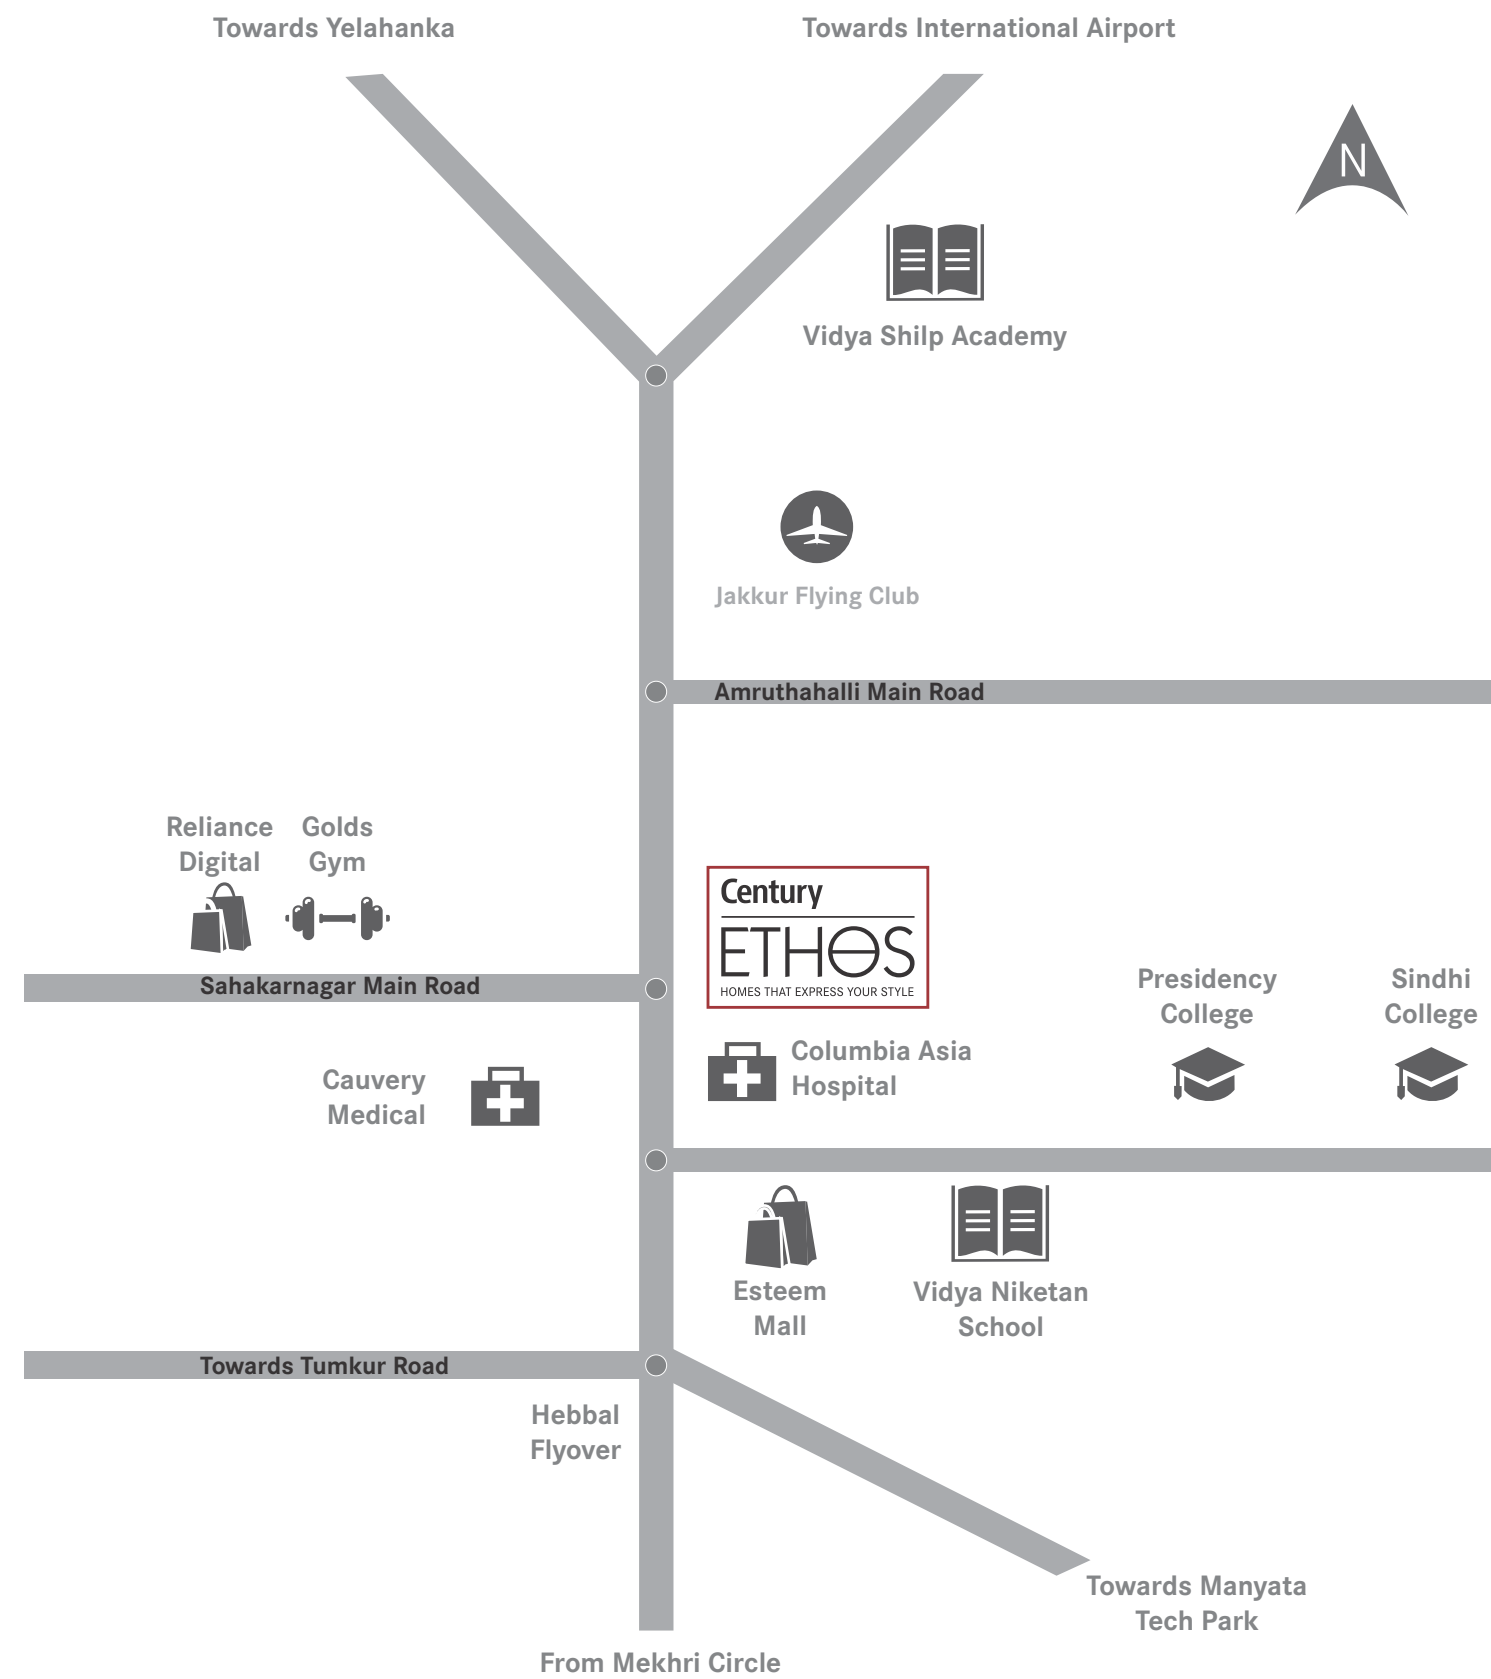 Towards Yelahanka
Towards International Airport
N
Vidya Shilp Academy
Jakkur Flying Club
Amruthahalli Main Road
Reliance
Digital
Golds
Gym
Century
ETHOS
HOMES THAT EXPRESS YOUR STYLE
Sahakarnagar Main Road
Presidency
College
Sindhi
College
Columbia Asia
Hospital
Cauvery
Medical
Esteem
Mall
Vidya Niketan
School
Towards Tumkur Road
Hebbal
Flyover
Towards Manyata
Tech Park
From Mekhri Circle